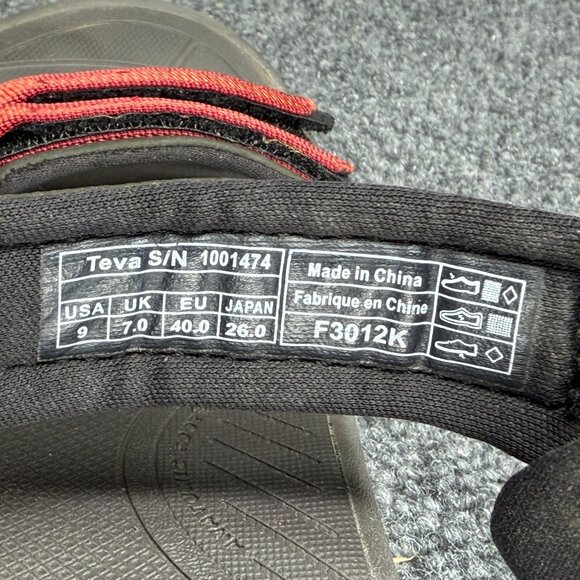 Teva S/N 1001474
USA UK EU JAPAN
9 7.0 40.0 26.0
Made in China
Fabrique en Chine
F3012K